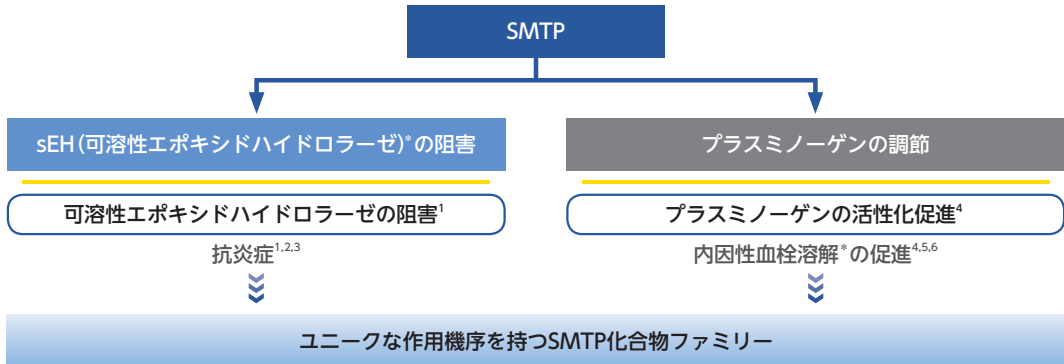 SMTP
sEH(可溶性エポキシドハイドロラーゼ)*の阻害
プラスミノーゲンの調節
可溶性エポキシドハイドロラーゼの阻害1
プラスミノーゲンの活性化促進4
抗炎症1,2,3
内因性血栓溶解*の促進4,5,6
ユニークな作用機序を持つSMTP化合物ファミリー